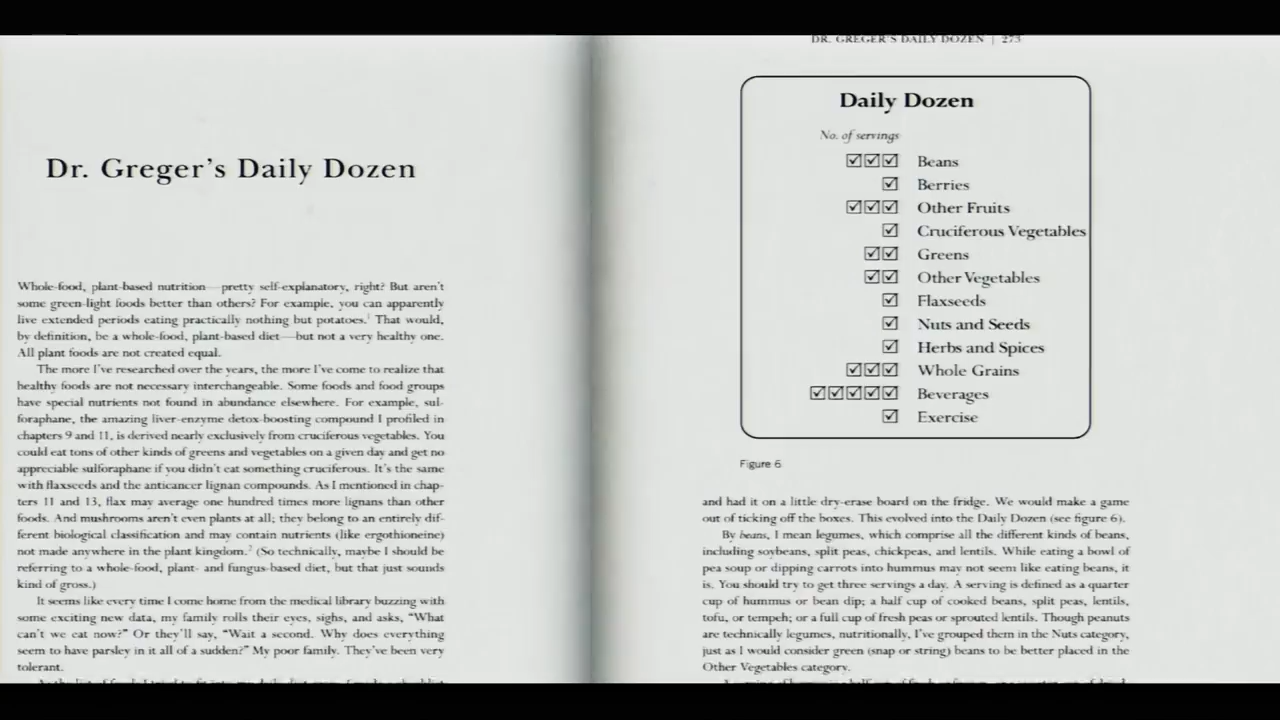 Dr. Greger's Daily Dozen
Whole-food, plant-based nutrition—pretty self-explanatory, right? But aren't
some green-light foods better than others? For example, you can apparently
live extended periods eating practically nothing but potatoes.¹ That would,
by definition, be a whole-food, plant-based diet—but not a very healthy one.
All plant foods are not created equal.
The more I've researched over the years, the more I've come to realize that
healthy foods are not necessary interchangeable. Some foods and food groups
have special nutrients not found in abundance elsewhere. For example, sul-
foraphane, the amazing liver-enzyme detox-boosting compound I profiled in
chapters 9 and 11, is derived nearly exclusively from cruciferous vegetables. You
could eat tons of other kinds of greens and vegetables on a given day and get no
appreciable sulforaphane if you didn't eat something cruciferous. It's the same
with flaxseeds and the anticancer lignan compounds. As I mentioned in chap-
ters 11 and 13, flax may average one hundred times more lignans than other
foods. And mushrooms aren't even plants at all; they belong to an entirely dif-
ferent biological classification and may contain nutrients (like ergothioneine)
not made anywhere in the plant kingdom.² (So technically, maybe I should be
referring to a whole-food, plant- and fungus-based diet, but that just sounds
kind of gross.)
It seems like every time I come home from the medical library buzzing with
some exciting new data, my family rolls their eyes, sighs, and asks, "What
can't we eat now?" Or they'll say, "Wait a second. Why does everything
seem to have parsley in it all of a sudden?" My poor family. They've been very
tolerant.
DR. GREGER'S DAILY DOZEN | 273
Daily Dozen
No. of servings
☑☑☑ Beans
☑ Berries
☑☑☑ Other Fruits
☑ Cruciferous Vegetables
☑☑ Greens
☑☑ Other Vegetables
☑ Flaxseeds
☑ Nuts and Seeds
☑ Herbs and Spices
☑☑☑ Whole Grains
☑☑☑☑☑ Beverages
☑ Exercise
Figure 6
and had it on a little dry-erase board on the fridge. We would make a game
out of ticking off the boxes. This evolved into the Daily Dozen (see figure 6).
By beans, I mean legumes, which comprise all the different kinds of beans,
including soybeans, split peas, chickpeas, and lentils. While eating a bowl of
pea soup or dipping carrots into hummus may not seem like eating beans, it
is. You should try to get three servings a day. A serving is defined as a quarter
cup of hummus or bean dip; a half cup of cooked beans, split peas, lentils,
tofu, or tempeh; or a full cup of fresh peas or sprouted lentils. Though peanuts
are technically legumes, nutritionally, I've grouped them in the Nuts category,
just as I would consider green (snap or string) beans to be better placed in the
Other Vegetables category.